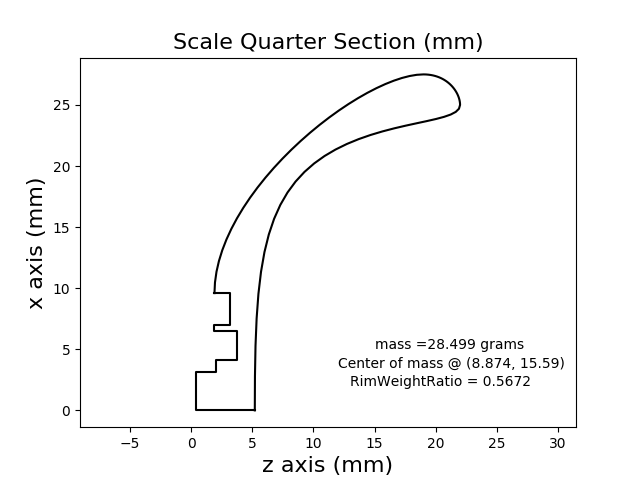 Scale Quarter Section (mm)
x axis (mm)
25
20
15
10
5
0
mass =28.499 grams
Center of mass @ (8.874, 15.59)
RimWeightRatio = 0.5672
−5 0 5 10 15 20 25 30
z axis (mm)